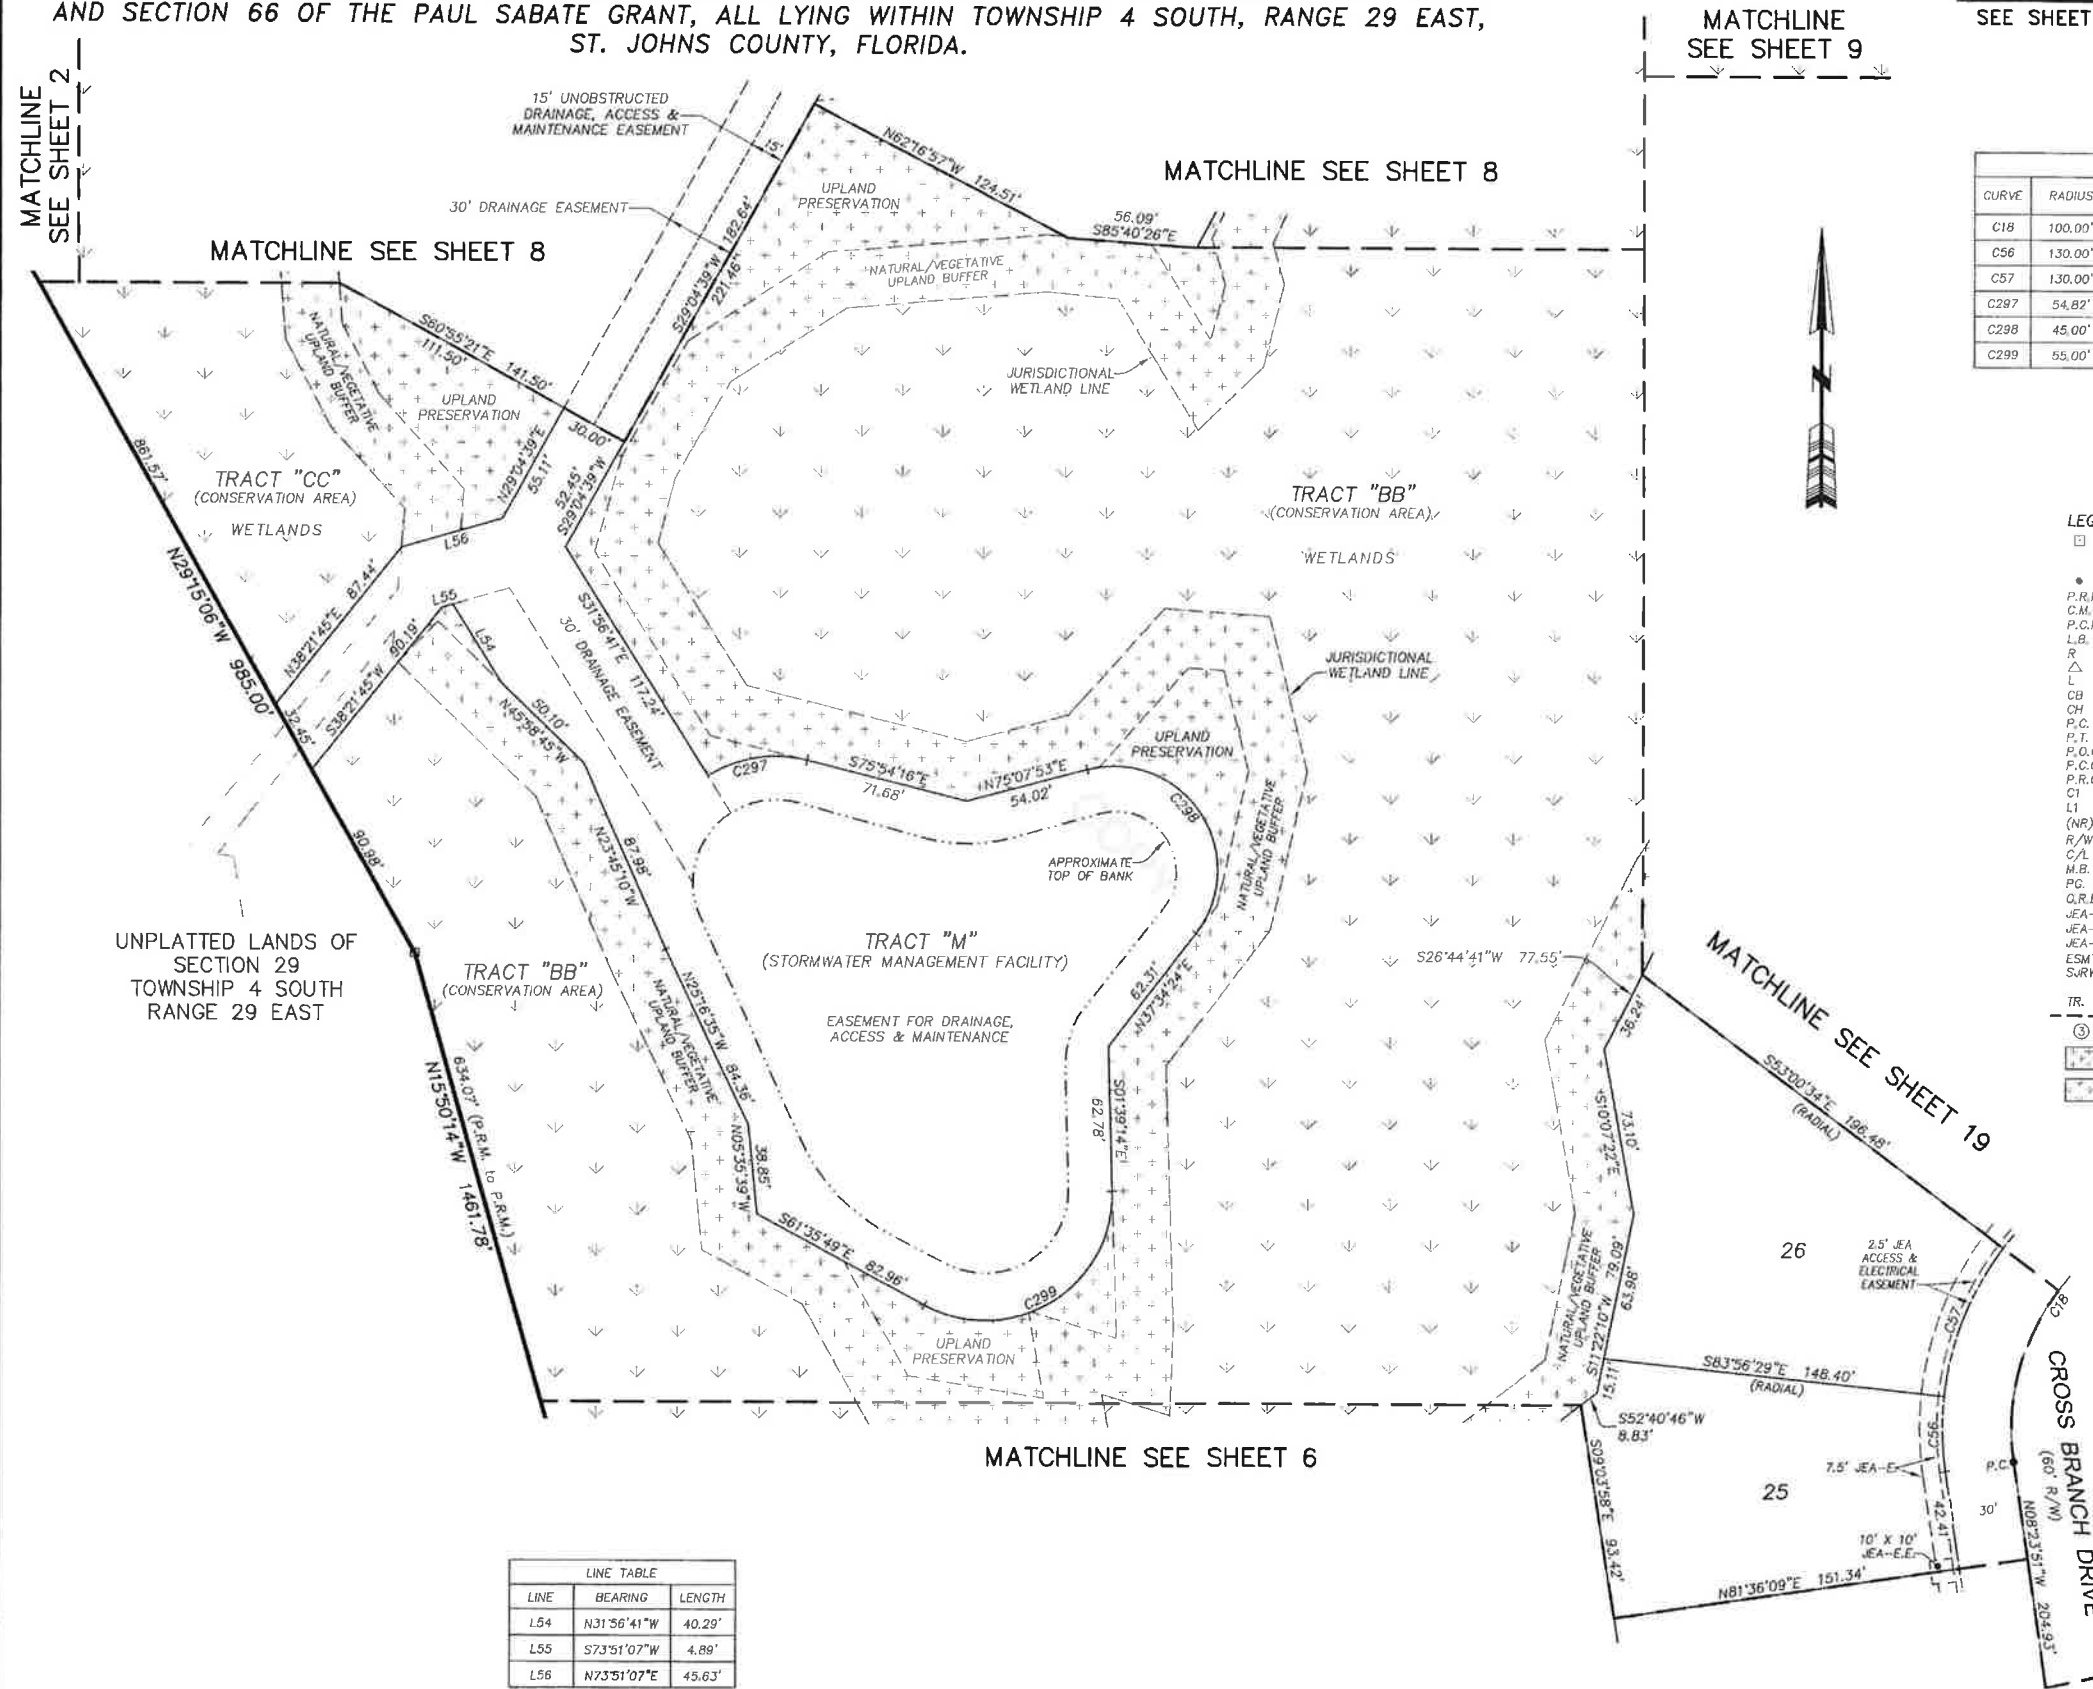 AND SECTION 66 OF THE PAUL SABATE GRANT, ALL LYING WITHIN TOWNSHIP 4 SOUTH, RANGE 29 EAST,
ST. JOHNS COUNTY, FLORIDA.
MATCHLINE
SEE SHEET 9
SEE SHEET
MATCHLINE
SEE SHEET 2
15' UNOBSTRUCTED
DRAINAGE, ACCESS &
MAINTENANCE EASEMENT
15'
30' DRAINAGE EASEMENT
MATCHLINE SEE SHEET 8
MATCHLINE SEE SHEET 8
N62°16'57"W 124.51'
56.09'
S85°40'26"E
UPLAND
PRESERVATION
NATURAL/VEGETATIVE
UPLAND BUFFER
S29°04'39"W 182.64'
221.46'
S60°55'21"E 141.50'
111.50'
30.00'
UPLAND
PRESERVATION
NATURAL/VEGETATIVE
UPLAND BUFFER
JURISDICTIONAL
WETLAND LINE
CURVE
RADIUS
C18
100.00'
C56
130.00'
C57
130.00'
C297
54.82'
C298
45.00'
C299
55.00'
N
861.57'
TRACT "CC"
(CONSERVATION AREA)
WETLANDS
N29°04'39"E
55.11'
52.45'
S29°04'39"W
TRACT "BB"
(CONSERVATION AREA)
WETLANDS
L56
L55
L54
N29°15'06"W 985.00'
N38°21'45"E 87.44'
S38°21'45"W 90.19'
32.45'
90.98'
S31°56'41"E 117.24'
30' DRAINAGE EASEMENT
50.10'
N45°58'45"W
JURISDICTIONAL
WETLAND LINE
UPLAND
PRESERVATION
C297
S75°54'16"E
71.68'
N75°07'53"E
54.02'
C298
NATURAL/VEGETATIVE
UPLAND BUFFER
87.98'
N23°45'10"W
APPROXIMATE
TOP OF BANK
UNPLATTED LANDS OF
SECTION 29
TOWNSHIP 4 SOUTH
RANGE 29 EAST
TRACT "BB"
(CONSERVATION AREA)
TRACT "M"
(STORMWATER MANAGEMENT FACILITY)
EASEMENT FOR DRAINAGE,
ACCESS & MAINTENANCE
62.31'
N37°34'24"E
N25°16'35"W 84.36'
NATURAL/VEGETATIVE
UPLAND BUFFER
S01°39'14"E
62.78'
38.85'
N05°35'39"W
634.07' (P.R.M. to P.R.M.)
N15°50'14"W 1461.78'
S61°35'49"E 82.96'
C299
UPLAND
PRESERVATION
MATCHLINE SEE SHEET 6
S26°44'41"W 77.55'
36.24'
MATCHLINE SEE SHEET 19
S53°00'34"E 196.48'
(RADIAL)
73.10'
S10°07'22"E
NATURAL/VEGETATIVE
UPLAND BUFFER
S11°22'10"W 79.09'
63.98'
15.11'
26
2.5' JEA
ACCESS &
ELECTRICAL
EASEMENT
C57
C18
S83°56'29"E 148.40'
(RADIAL)
S52°40'46"W
8.83'
C56
7.5' JEA-E
P.C.
CROSS BRANCH DRIVE
(60' R/W)
25
S09°03'58"E 93.42'
42.41'
30'
10' X 10'
JEA-E.E.
N81°36'09"E 151.34'
N08°23'51"W 204.93'
LEG
P.R.
C.M.
P.C.
L.B.
R
△
L
CB
CH
P.C.
P.T.
P.O.
P.C.C
P.R.C
C1
L1
(NR)
R/W
C/L
M.B.
PG.
O.R.
JEA-
JEA-
JEA-
ESM
SJRW
TR.
③
LINE TABLE
LINE BEARING LENGTH
L54 N31°56'41"W 40.29'
L55 S73°51'07"W 4.89'
L56 N73°51'07"E 45.63'